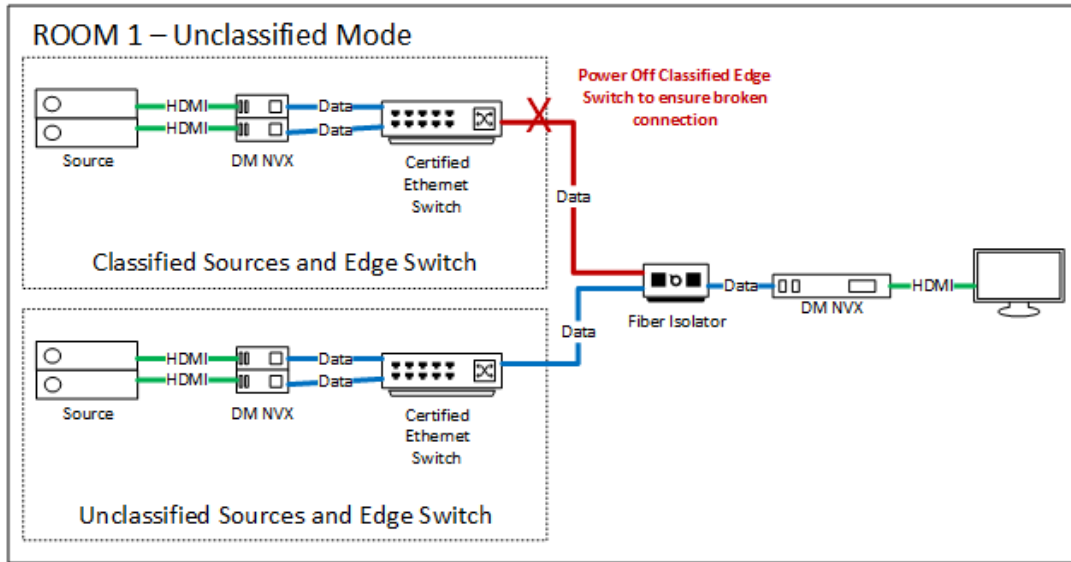 ROOM 1 – Unclassified Mode
Power Off Classified Edge
Switch to ensure broken
connection
HDMI
HDMI
Data
Data
Source
DM NVX
Certified
Ethernet
Switch
Data
Classified Sources and Edge Switch
Data
HDMI
Fiber Isolator
DM NVX
Data
HDMI
HDMI
Data
Data
Source
DM NVX
Certified
Ethernet
Switch
Unclassified Sources and Edge Switch